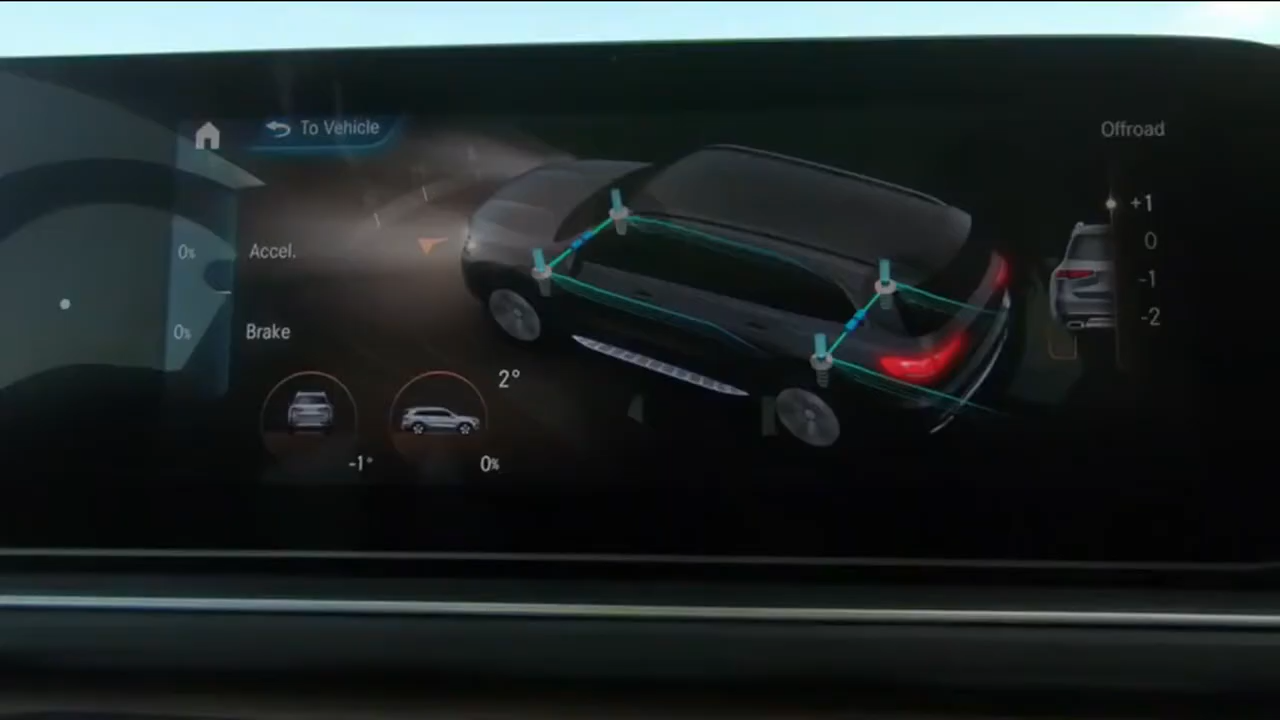 To Vehicle
Offroad
+1
0% Accel.
0
-1
0% Brake
-2
2°
-1°
0%